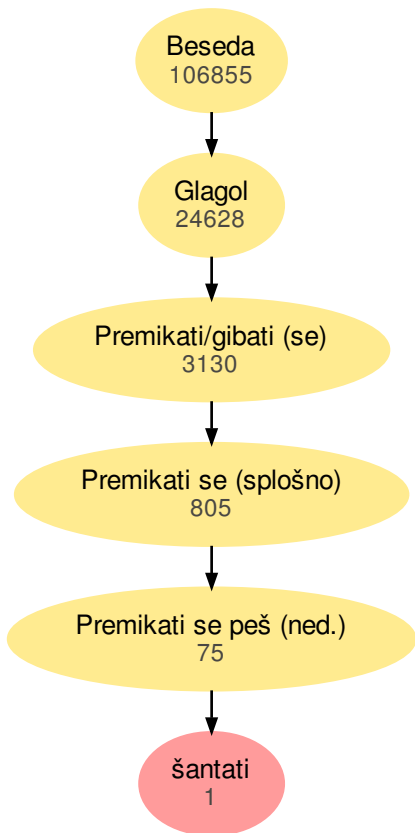 Beseda
106855
Glagol
24628
Premikati/gibati (se)
3130
Premikati se (splošno)
805
Premikati se peš (ned.)
75
šantati
1